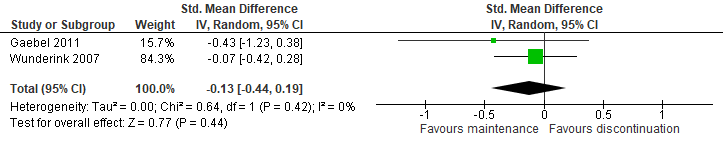 Std. Mean Difference Std. Mean Difference
Study or Subgroup Weight IV, Random, 95% CI IV, Random, 95% CI
Gaebel 2011 15.7% -0.43 [-1.23, 0.38]
Wunderink 2007 84.3% -0.07 [-0.42, 0.28]
Total (95% CI) 100.0% -0.13 [-0.44, 0.19]
Heterogeneity: Tau² = 0.00; Chi² = 0.64, df = 1 (P = 0.42); I² = 0%
Test for overall effect: Z = 0.77 (P = 0.44)
-1 -0.5 0 0.5 1
Favours maintenance Favours discontinuation